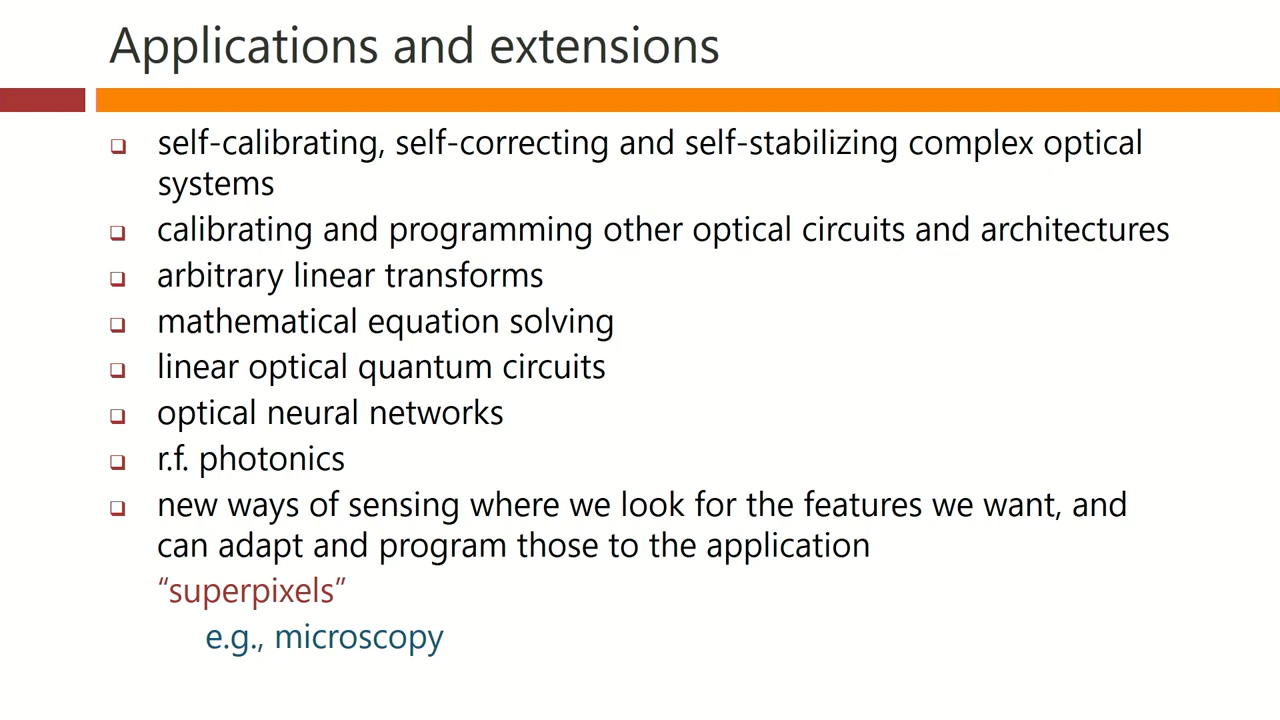 Applications and extensions
self-calibrating, self-correcting and self-stabilizing complex optical
systems
calibrating and programming other optical circuits and architectures
arbitrary linear transforms
mathematical equation solving
linear optical quantum circuits
optical neural networks
r.f. photonics
new ways of sensing where we look for the features we want, and
can adapt and program those to the application
“superpixels”
e.g., microscopy